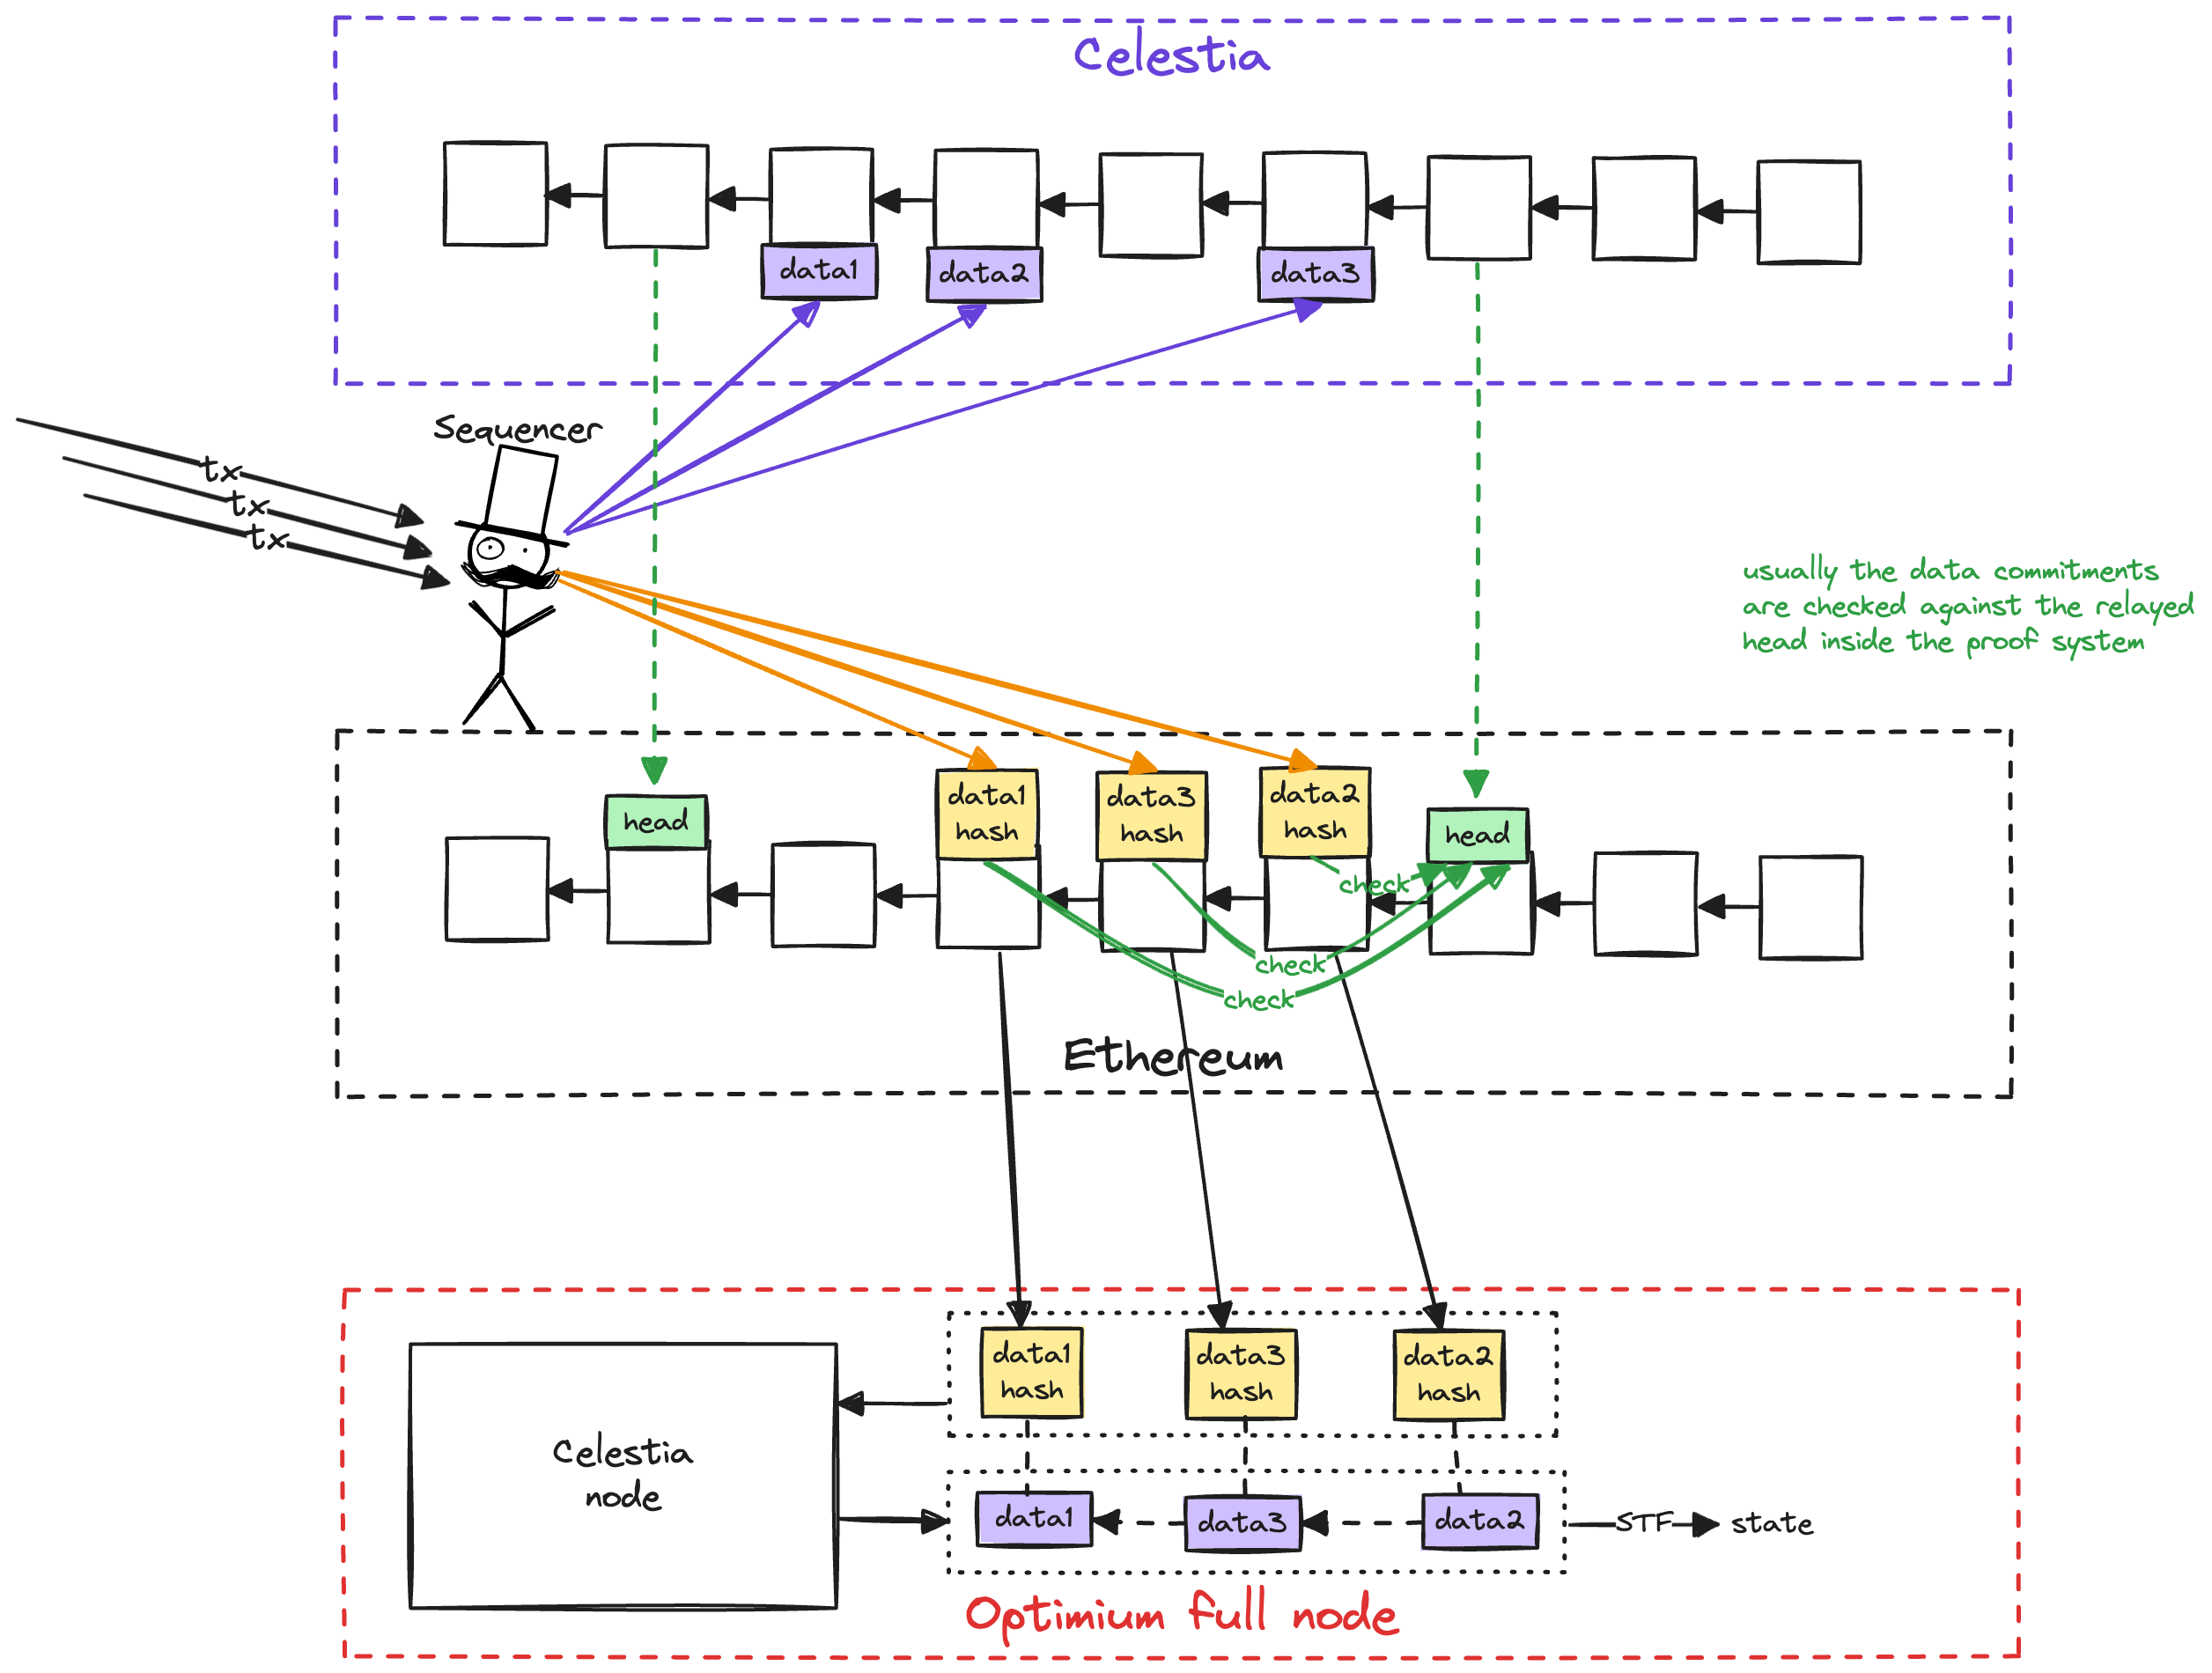 Celestia
data1
data2
data3
Sequencer
tx
tx
tx
usually the data commitments
are checked against the relayed
head inside the proof system
head
data1
hash
data3
hash
data2
hash
head
check
check
check
Ethereum
data1
hash
data3
hash
data2
hash
Celestia
node
data1
data3
data2
STF
state
Optimium full node